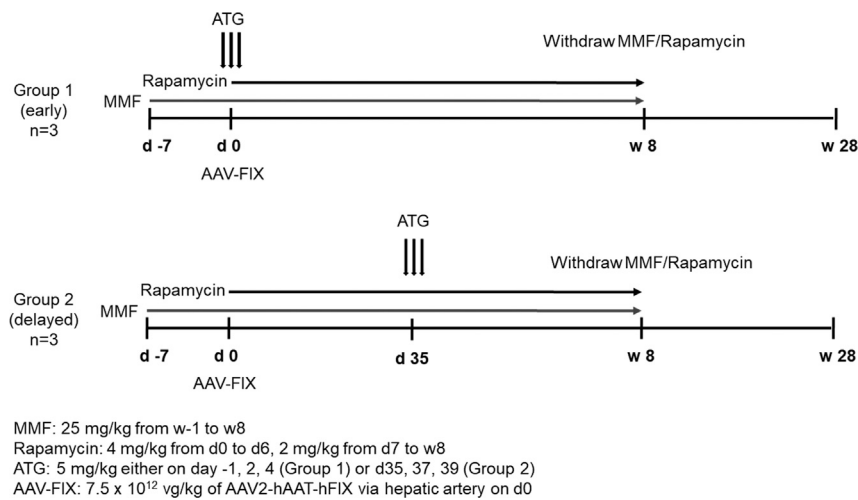 ATG
Withdraw MMF/Rapamycin
Group 1
(early)
n=3
Rapamycin
MMF
d -7
d 0
w 8
w 28
AAV-FIX
ATG
Withdraw MMF/Rapamycin
Group 2
(delayed)
n=3
Rapamycin
MMF
d -7
d 0
d 35
w 8
w 28
AAV-FIX
MMF: 25 mg/kg from w-1 to w8
Rapamycin: 4 mg/kg from d0 to d6, 2 mg/kg from d7 to w8
ATG: 5 mg/kg either on day -1, 2, 4 (Group 1) or d35, 37, 39 (Group 2)
AAV-FIX: 7.5 x 10¹² vg/kg of AAV2-hAAT-hFIX via hepatic artery on d0